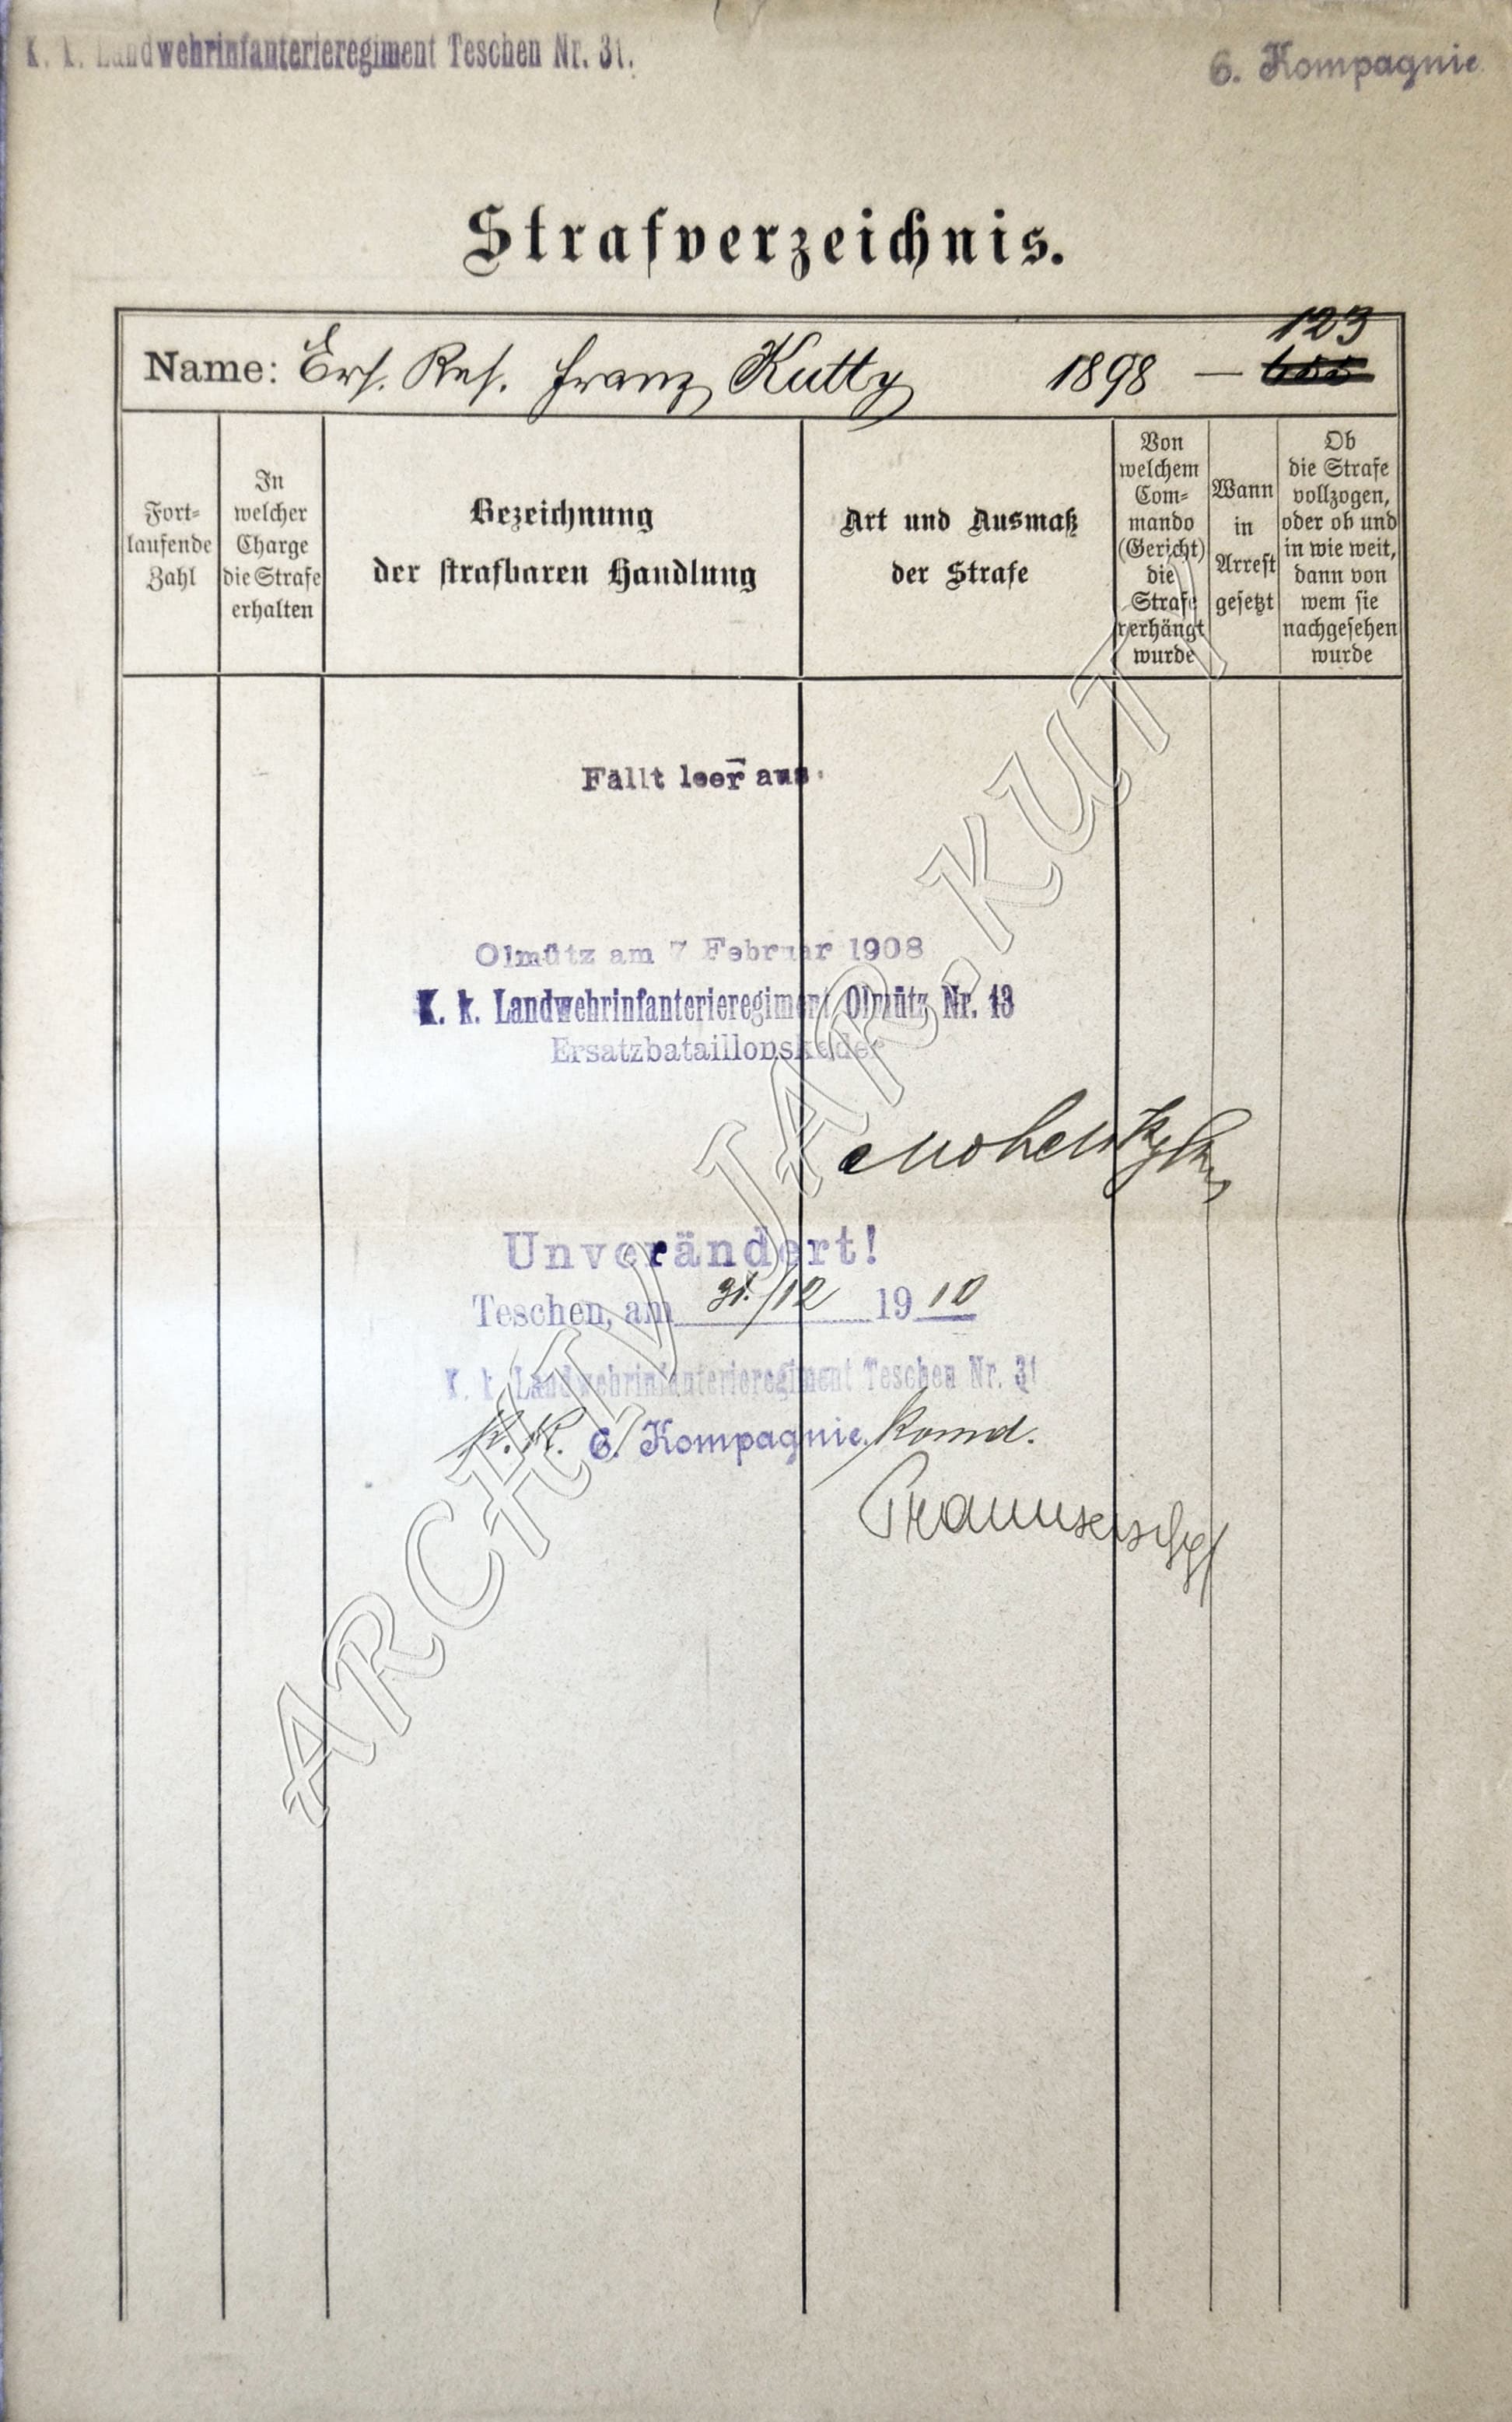 K. k. Landwehrinfanterieregiment Teschen Nr. 31.
6. Kompagnie
Strafverzeichnis.
Name: Ers. Res. Franz Kutty 1898 — 123
Fort-
laufende
Zahl
In
welcher
Charge
die Strafe
erhalten
Bezeichnung
der strafbaren Handlung
Art und Ausmaß
der Strafe
Von
welchem
Com-
mando
(Gericht)
die
Strafe
verhängt
wurde
Wann
in
Arrest
gesetzt
Ob
die Strafe
vollzogen,
oder ob und
in wie weit,
dann von
wem sie
nachgesehen
wurde
Fällt leer aus.
Olmütz am 7 Februar 1908
K. k. Landwehrinfanterieregiment Olmütz Nr. 13
Ersatzbataillonskader
Unverändert!
Teschen, am 31./12 1910
K. k. Landwehrinfanterieregiment Teschen Nr. 31
6. Kompagnie. Komd.
ARCHIV JAR. KUTÝ